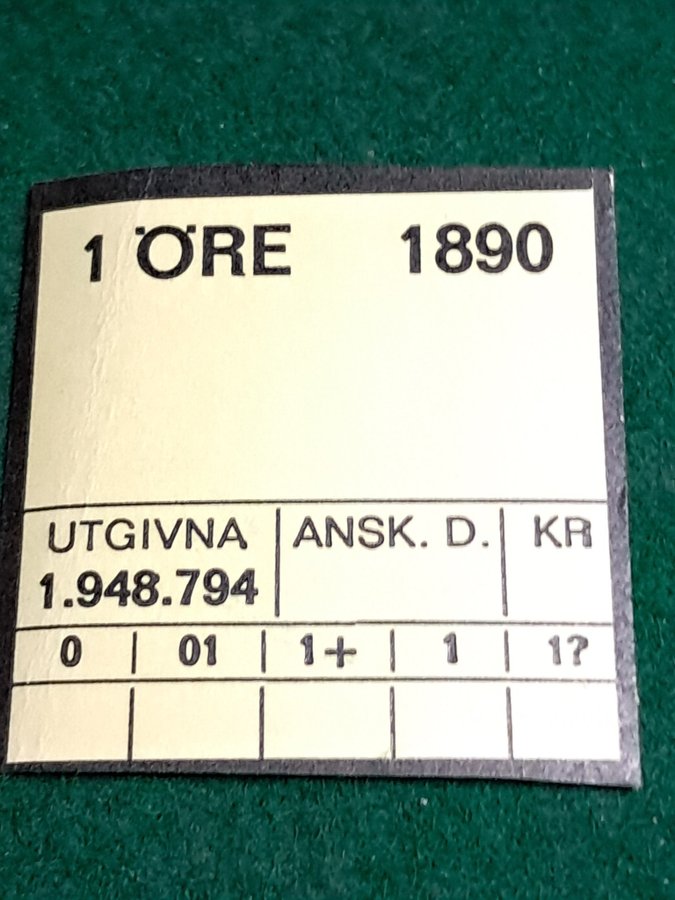 1 ÖRE 1890
UTGIVNA ANSK. D. KR
1.948.794
0 01 1+ 1 1?